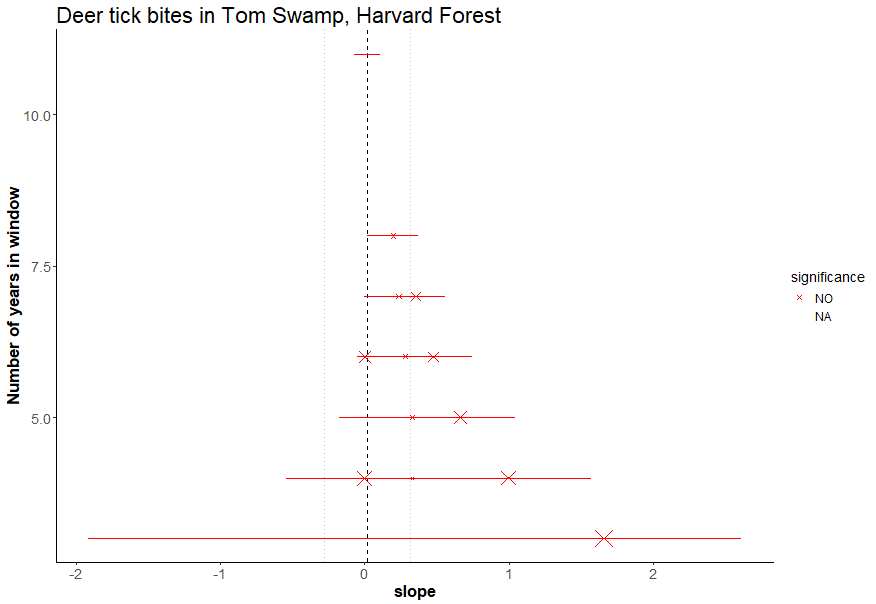 Deer tick bites in Tom Swamp, Harvard Forest
10.0
7.5
5.0
Number of years in window
-2
-1
0
1
2
slope
significance
NO
NA